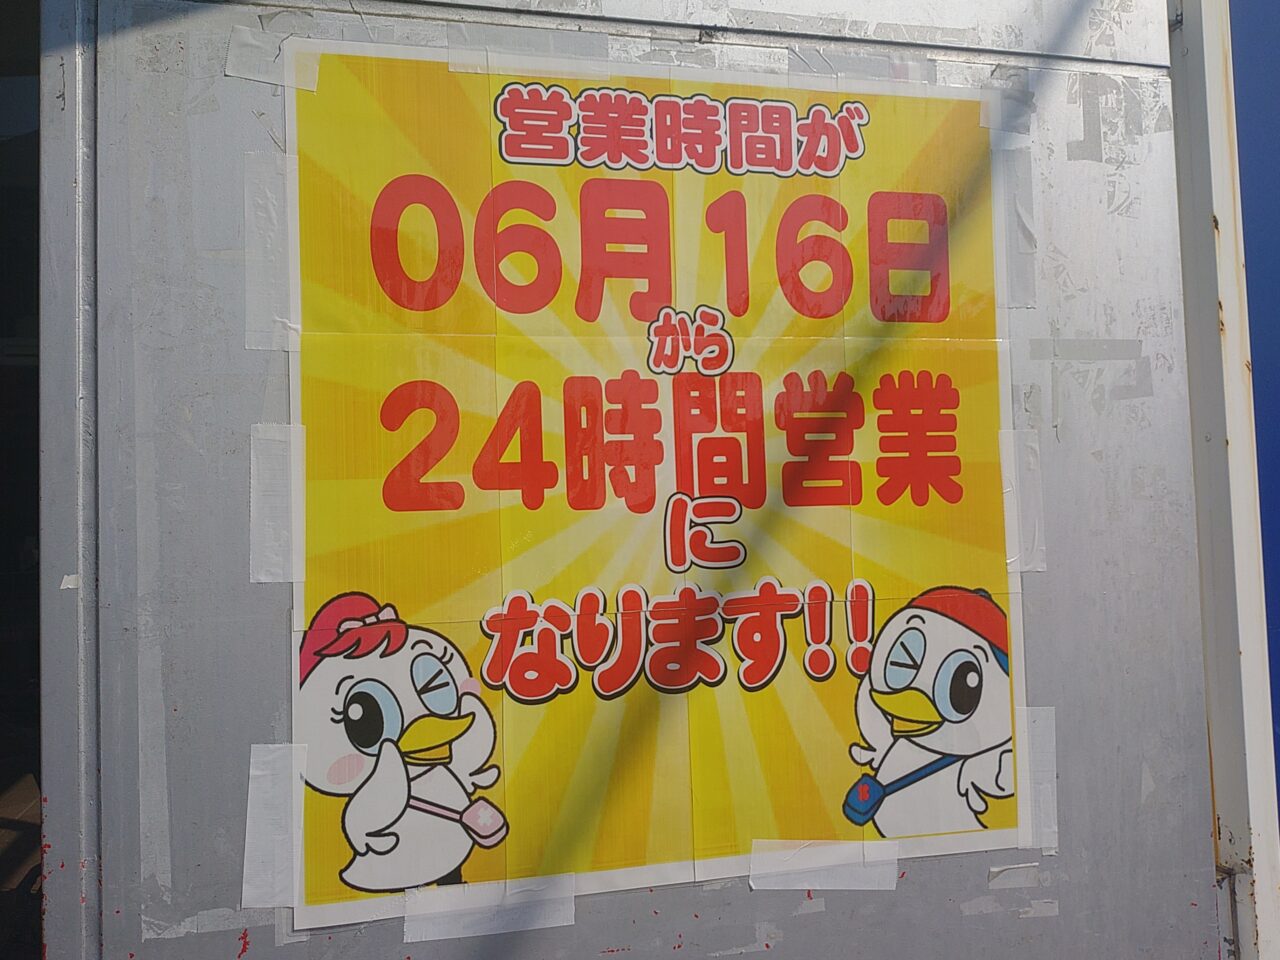 営業時間が
06月16日
から
24時間営業
に
なります!!